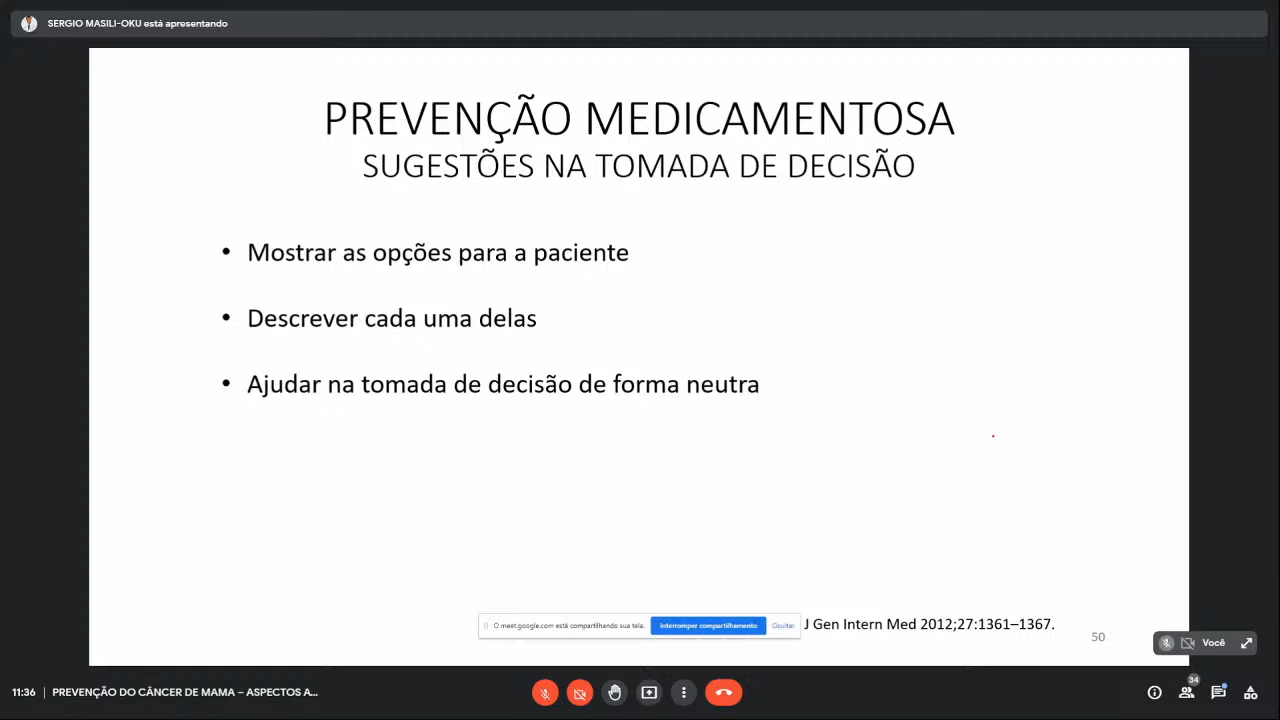 SERGIO MASILI-OKU está apresentando
PREVENÇÃO MEDICAMENTOSA
SUGESTÕES NA TOMADA DE DECISÃO
• Mostrar as opções para a paciente
• Descrever cada uma delas
• Ajudar na tomada de decisão de forma neutra
O meet.google.com está compartilhando sua tela. Interromper compartilhamento Ocultar
J Gen Intern Med 2012;27:1361–1367.
50
Você
11:36 | PREVENÇÃO DO CÂNCER DE MAMA – ASPECTOS A...
34